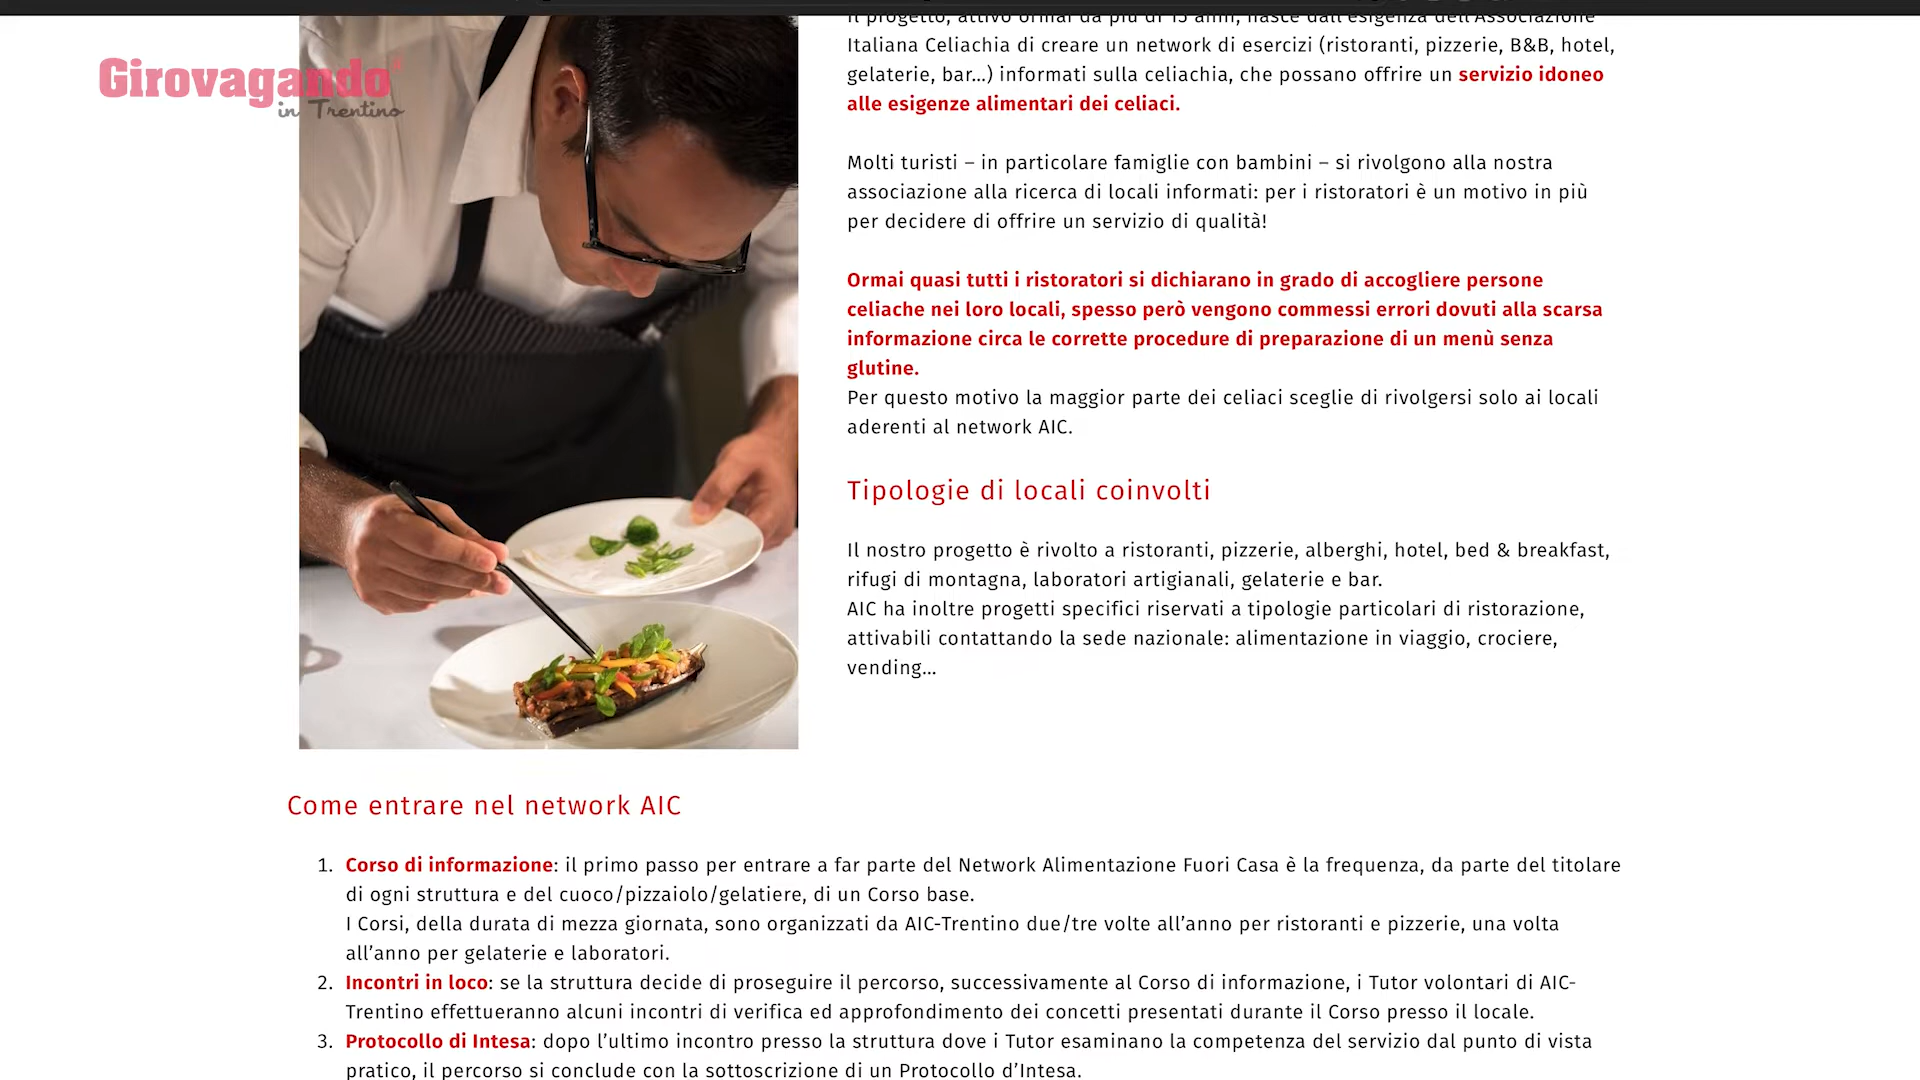 Girovagando
in Trentino
Il progetto, attivo ormai da più di 15 anni, nasce dall'esigenza dell'Associazione
Italiana Celiachia di creare un network di esercizi (ristoranti, pizzerie, B&B, hotel,
gelaterie, bar…) informati sulla celiachia, che possano offrire un servizio idoneo
alle esigenze alimentari dei celiaci.
Molti turisti – in particolare famiglie con bambini – si rivolgono alla nostra
associazione alla ricerca di locali informati: per i ristoratori è un motivo in più
per decidere di offrire un servizio di qualità!
Ormai quasi tutti i ristoratori si dichiarano in grado di accogliere persone
celiache nei loro locali, spesso però vengono commessi errori dovuti alla scarsa
informazione circa le corrette procedure di preparazione di un menù senza
glutine.
Per questo motivo la maggior parte dei celiaci sceglie di rivolgersi solo ai locali
aderenti al network AIC.
Tipologie di locali coinvolti
Il nostro progetto è rivolto a ristoranti, pizzerie, alberghi, hotel, bed & breakfast,
rifugi di montagna, laboratori artigianali, gelaterie e bar.
AIC ha inoltre progetti specifici riservati a tipologie particolari di ristorazione,
attivabili contattando la sede nazionale: alimentazione in viaggio, crociere,
vending…
Come entrare nel network AIC
1. Corso di informazione: il primo passo per entrare a far parte del Network Alimentazione Fuori Casa è la frequenza, da parte del titolare
di ogni struttura e del cuoco/pizzaiolo/gelatiere, di un Corso base.
I Corsi, della durata di mezza giornata, sono organizzati da AIC-Trentino due/tre volte all’anno per ristoranti e pizzerie, una volta
all’anno per gelaterie e laboratori.
2. Incontri in loco: se la struttura decide di proseguire il percorso, successivamente al Corso di informazione, i Tutor volontari di AIC-
Trentino effettueranno alcuni incontri di verifica ed approfondimento dei concetti presentati durante il Corso presso il locale.
3. Protocollo di Intesa: dopo l’ultimo incontro presso la struttura dove i Tutor esaminano la competenza del servizio dal punto di vista
pratico, il percorso si conclude con la sottoscrizione di un Protocollo d’Intesa.